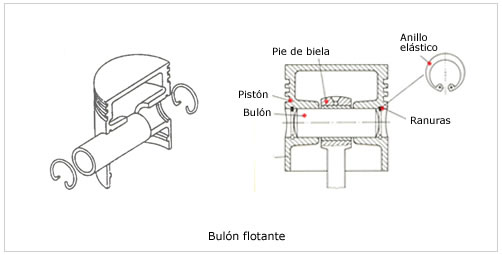 Anillo
elástico
Pie de biela
Pistón
Bulón
Ranuras
Bulón flotante